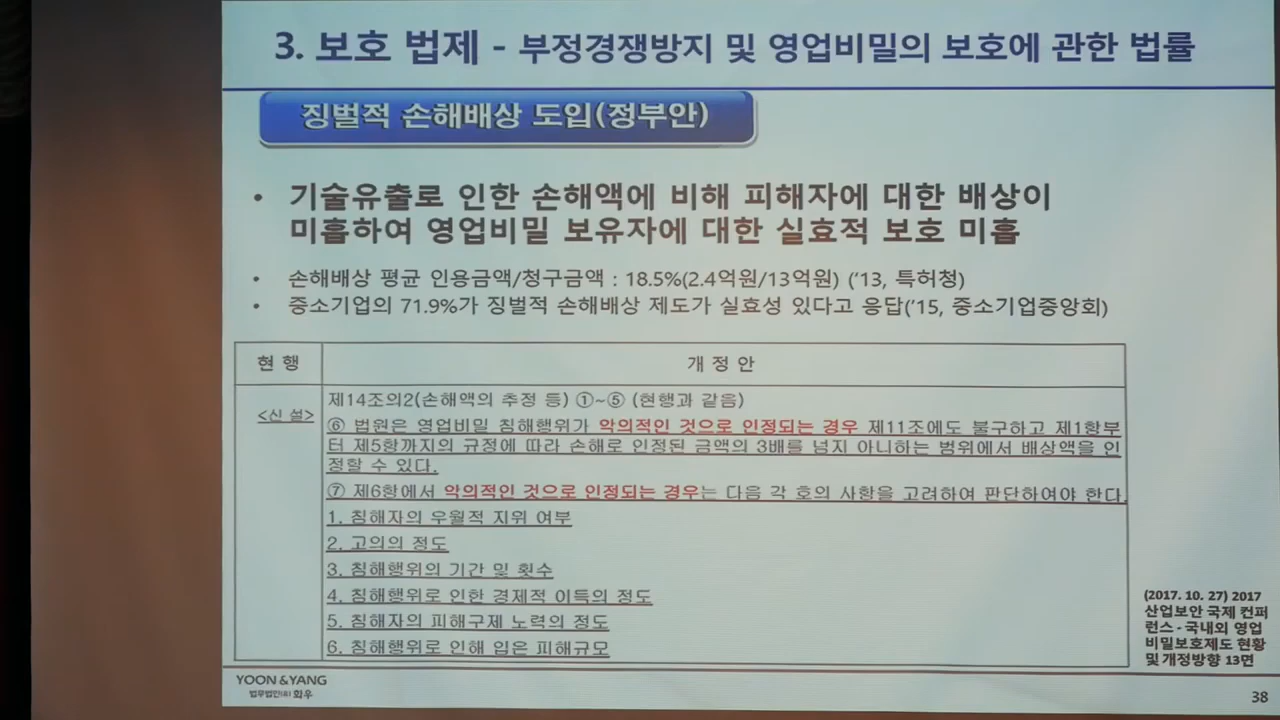 3. 보호 법제 - 부정경쟁방지 및 영업비밀의 보호에 관한 법률
징벌적 손해배상 도입(정부안)
• 기술유출로 인한 손해액에 비해 피해자에 대한 배상이
미흡하여 영업비밀 보유자에 대한 실효적 보호 미흡
• 손해배상 평균 인용금액/청구금액 : 18.5%(2.4억원/13억원) ('13, 특허청)
• 중소기업의 71.9%가 징벌적 손해배상 제도가 실효성 있다고 응답('15, 중소기업중앙회)
현 행
개 정 안
<신 설>
제14조의2(손해액의 추정 등) ①~⑤ (현행과 같음)
⑥ 법원은 영업비밀 침해행위가 악의적인 것으로 인정되는 경우 제11조에도 불구하고 제1항부
터 제5항까지의 규정에 따라 손해로 인정된 금액의 3배를 넘지 아니하는 범위에서 배상액을 인
정할 수 있다.
⑦ 제6항에서 악의적인 것으로 인정되는 경우는 다음 각 호의 사항을 고려하여 판단하여야 한다.
1. 침해자의 우월적 지위 여부
2. 고의의 정도
3. 침해행위의 기간 및 횟수
4. 침해행위로 인한 경제적 이득의 정도
5. 침해자의 피해구제 노력의 정도
6. 침해행위로 인해 입은 피해규모
(2017. 10. 27) 2017
산업보안 국제 컨퍼
런스 - 국내외 영업
비밀보호제도 현황
및 개정방향 13면
YOON & YANG
법무법인(유) 화우
38